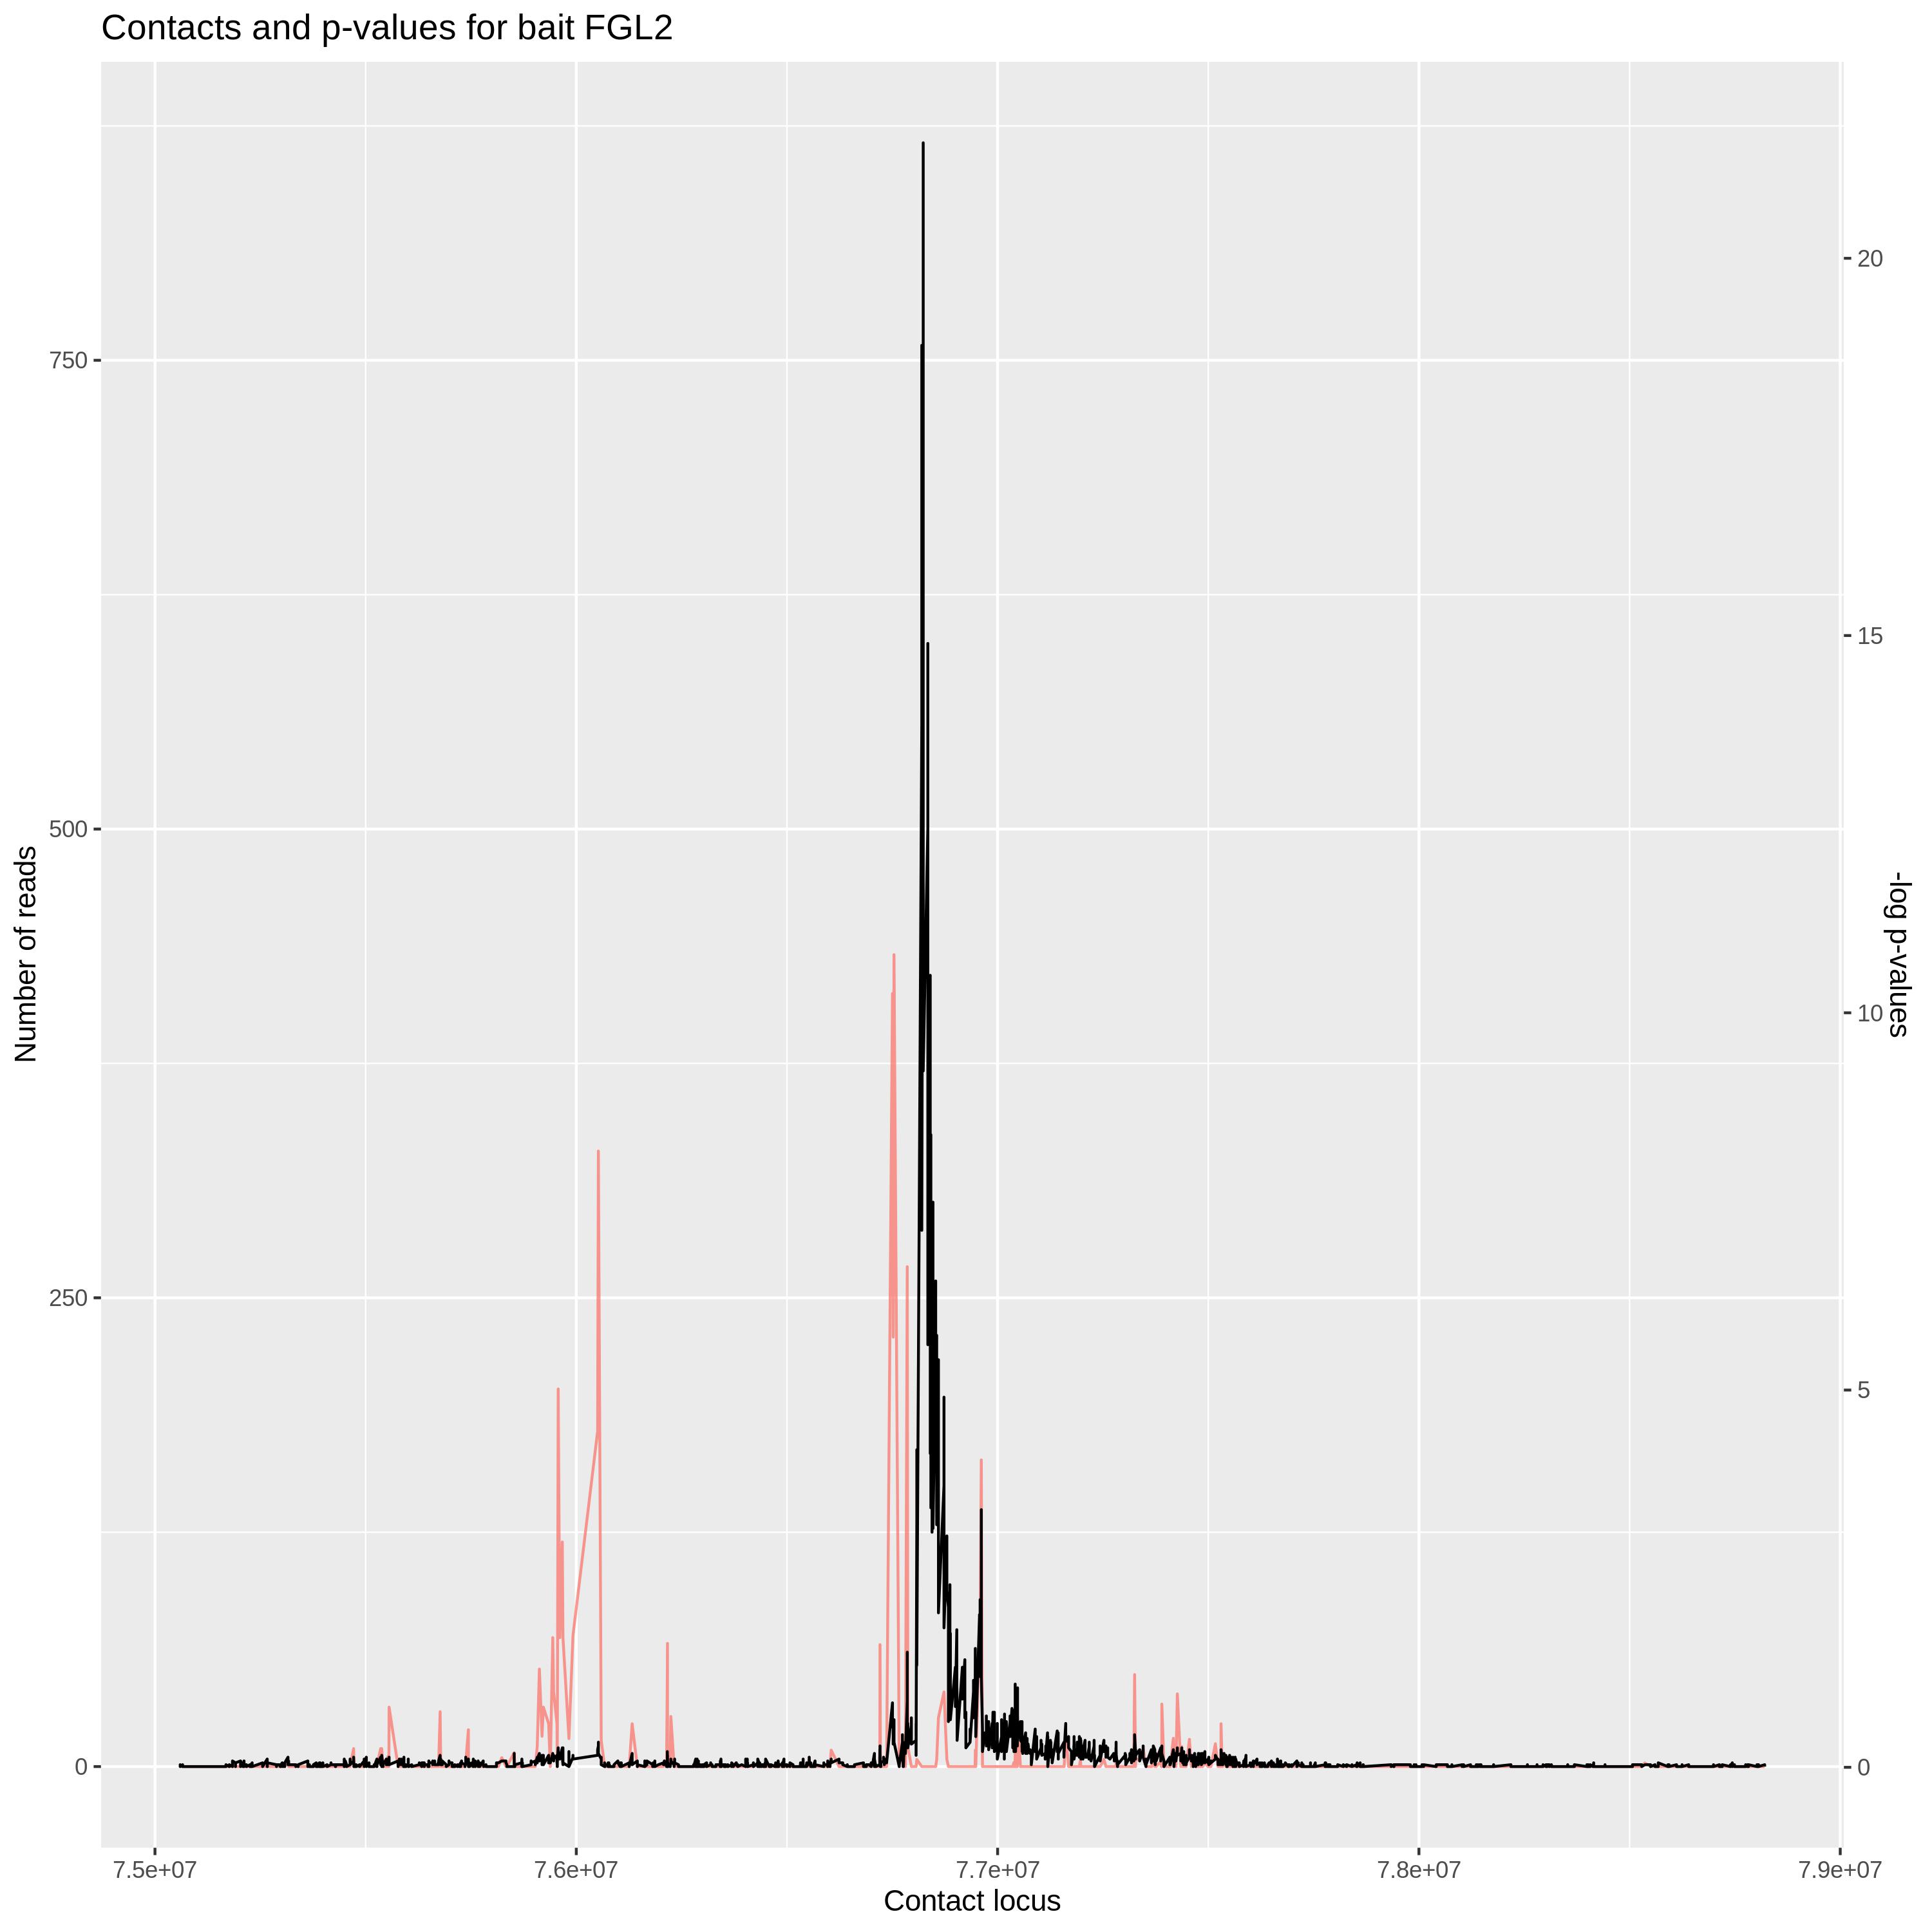 Contacts and p-values for bait FGL2
Number of reads
750
500
250
0
20
15
10
5
0
-log p-values
7.5e+07 7.6e+07 7.7e+07 7.8e+07 7.9e+07
Contact locus